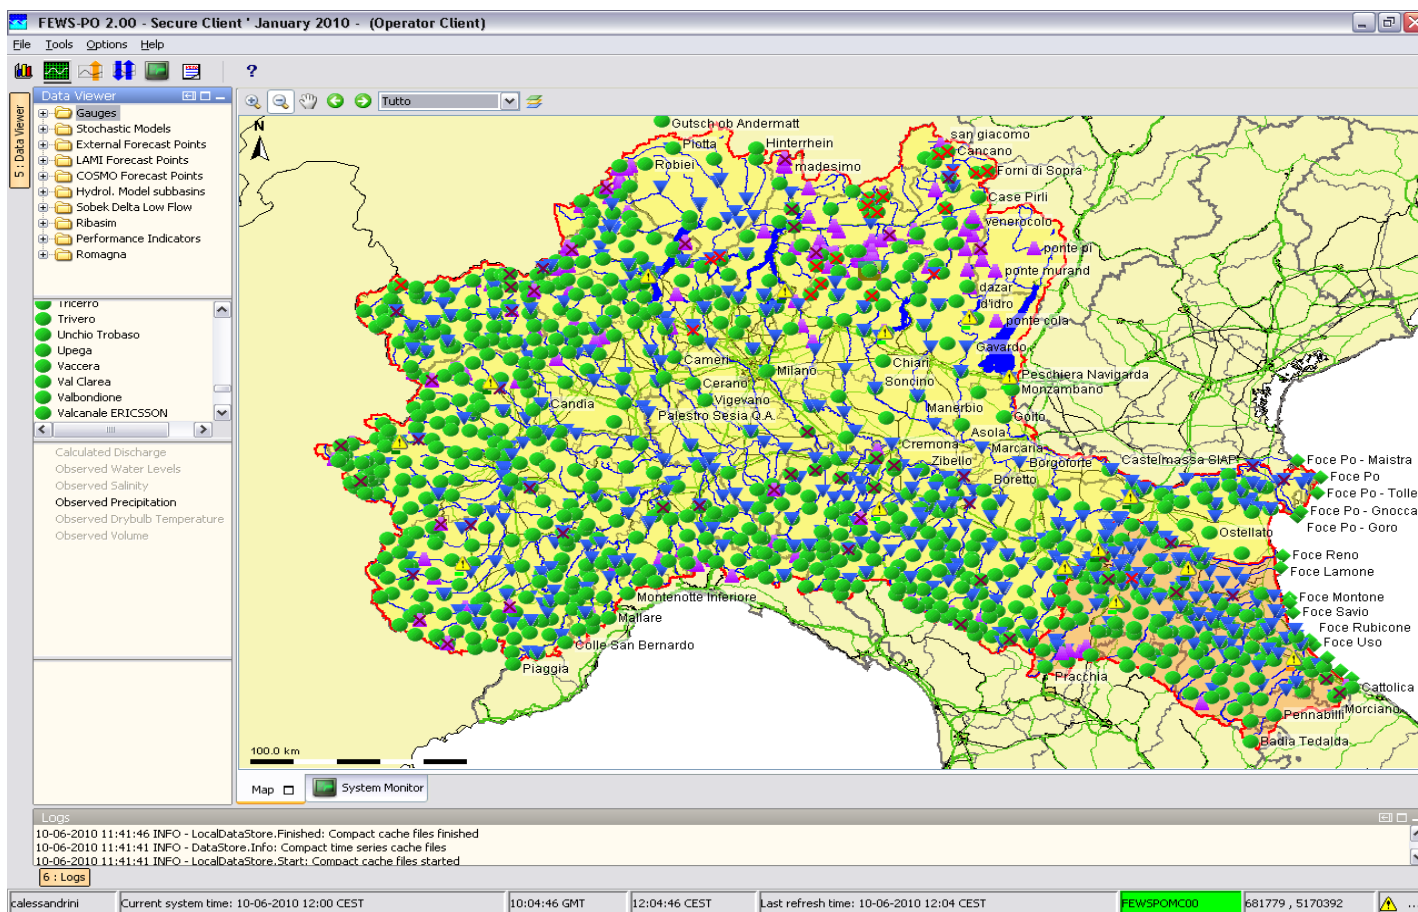 FEWS-PO 2.00 - Secure Client ' January 2010 - (Operator Client)
File Tools Options Help
?
5 : Data Viewer
Data Viewer
Gauges
Stochastic Models
External Forecast Points
LAMI Forecast Points
COSMO Forecast Points
Hydrol. Model subbasins
Sobek Delta Low Flow
Ribasim
Performance Indicators
Romagna
Tricerro
Trivero
Unchio Trobaso
Upega
Vaccera
Val Clarea
Valbondione
Valcanale ERICSSON
Calculated Discharge
Observed Water Levels
Observed Salinity
Observed Precipitation
Observed Drybulb Temperature
Observed Volume
Tutto
N
Gutsch ob Andermatt
Piotta
Hinterrhein
san giacomo
Robiei
madesimo
Cancano
Forni di Sopra
Case Pirli
venerocolo
ponte pi
ponte murand
dazar
d'idro
ponte cola
Gavardo
Cameri
Milano
Chiari
Peschiera Navigarda
Cerano
Soncino
Monzambano
Candia
Vigevano
Manerbio
Palestro Sesia Q.A.
Goito
Asola
Cremona
Marcaria
Zibello
Borgoforte
Castelmassa SIAP
Boretto
Foce Po - Maistra
Foce Po
Foce Po - Tolle
Foce Po - Gnocca
Foce Po - Goro
Ostellato
Foce Reno
Foce Lamone
Foce Montone
Foce Savio
Foce Rubicone
Foce Uso
Montenotte Inferiore
Mallare
Colle San Bernardo
Piaggia
Pracchia
Cattolica
Morciano
Pennabilli
Badia Tedalda
100.0 km
Map
System Monitor
Logs
10-06-2010 11:41:46 INFO - LocalDataStore.Finished: Compact cache files finished
10-06-2010 11:41:41 INFO - DataStore.Info: Compact time series cache files
10-06-2010 11:41:41 INFO - LocalDataStore.Start: Compact cache files started
6 : Logs
calessandrini
Current system time: 10-06-2010 12:00 CEST
10:04:46 GMT
12:04:46 CEST
Last refresh time: 10-06-2010 12:04 CEST
FEWSPOMC00
681779 , 5170392
...